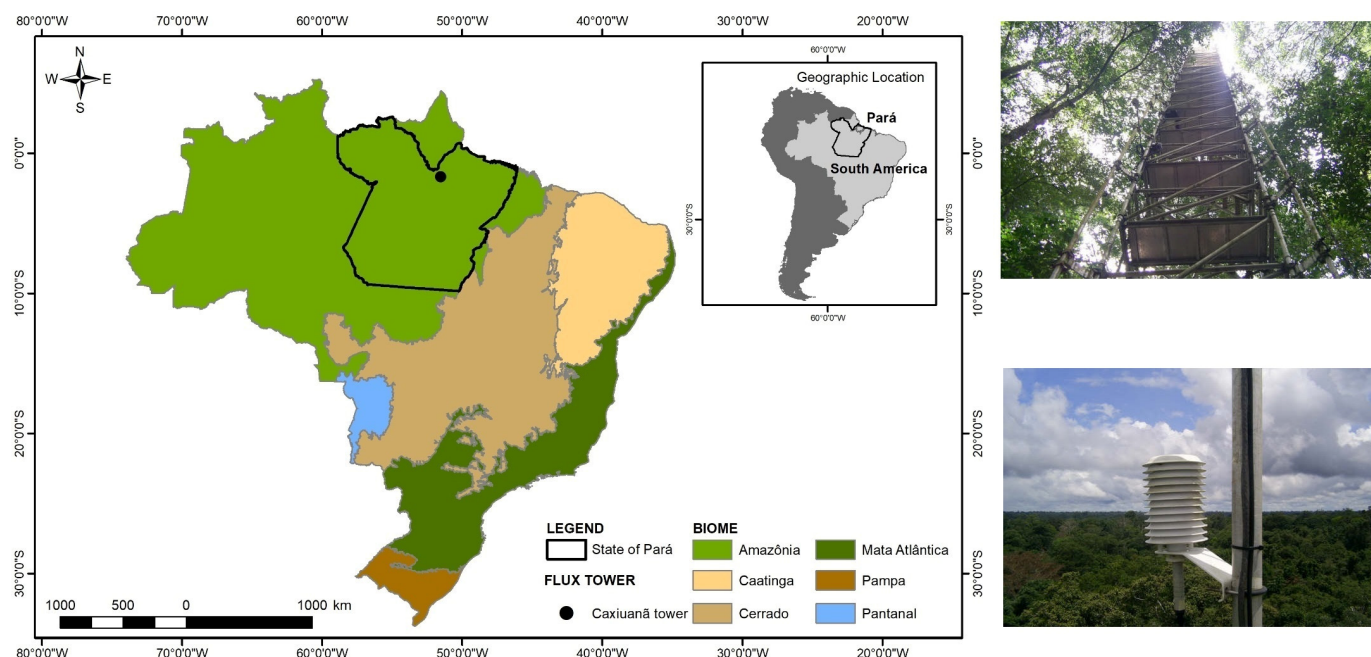 80°0'0"W 70°0'0"W 60°0'0"W 50°0'0"W 40°0'0"W 30°0'0"W 20°0'0"W
N
W E
S
60°0'0"W
Geographic Location
Pará
South America
30°0'0"S
30°0'0"S
60°0'0"W
0°0'0"
10°0'0"S
20°0'0"S
30°0'0"S
0°0'0"
10°0'0"S
20°0'0"S
30°0'0"S
LEGEND
State of Pará
FLUX TOWER
Caxiuanã tower
BIOME
Amazônia
Caatinga
Cerrado
Mata Atlântica
Pampa
Pantanal
1000 500 0 1000 km
80°0'0"W 70°0'0"W 60°0'0"W 50°0'0"W 40°0'0"W 30°0'0"W 20°0'0"W